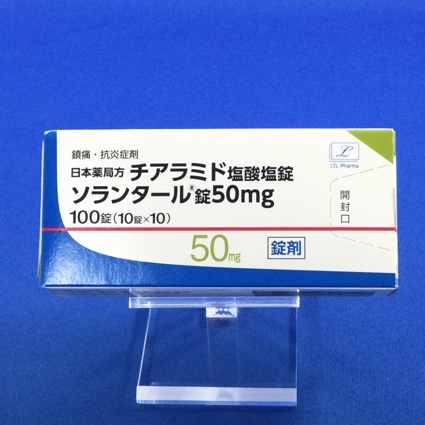 鎮痛・抗炎症剤
日本薬局方 チアラミド塩酸塩錠
ソランタール®錠50mg
100錠(10錠×10)
50mg
錠剤
LTL Pharma
開封口